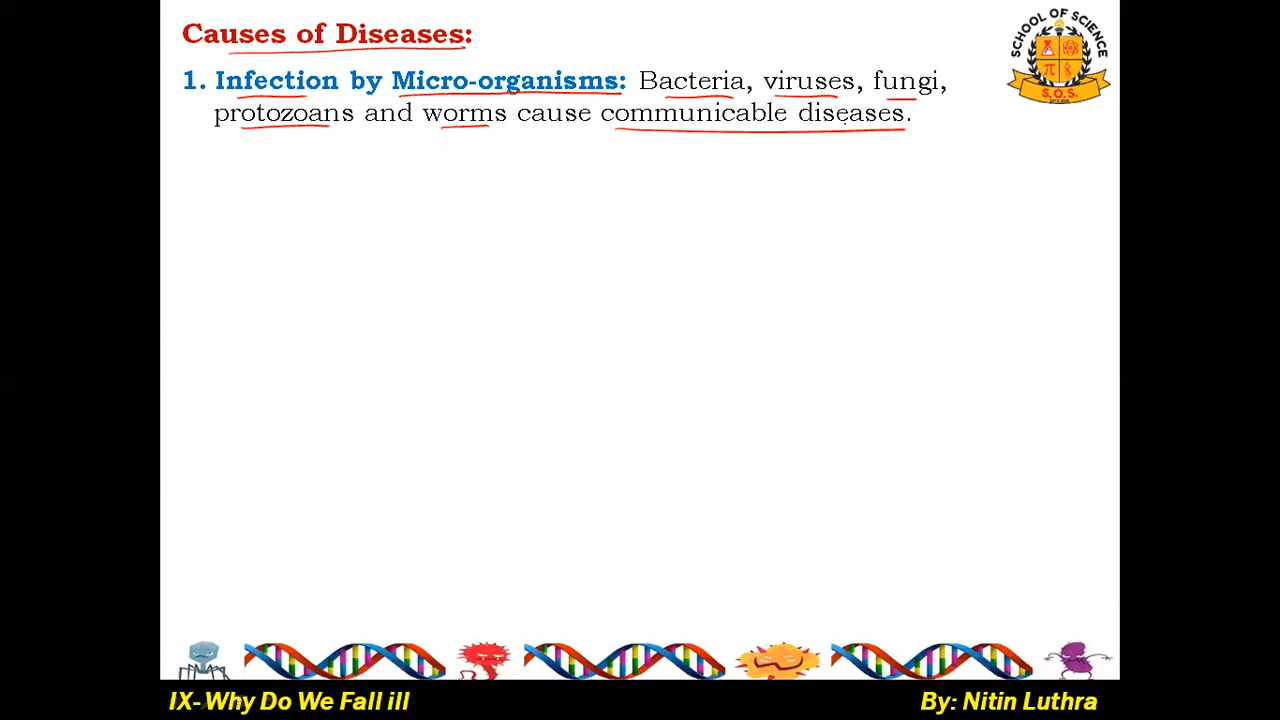 Causes of Diseases:
1. Infection by Micro-organisms: Bacteria, viruses, fungi,
protozoans and worms cause communicable diseases.
SCHOOL OF SCIENCE
π
S.O.S.
IX- Why Do We Fall ill
By: Nitin Luthra